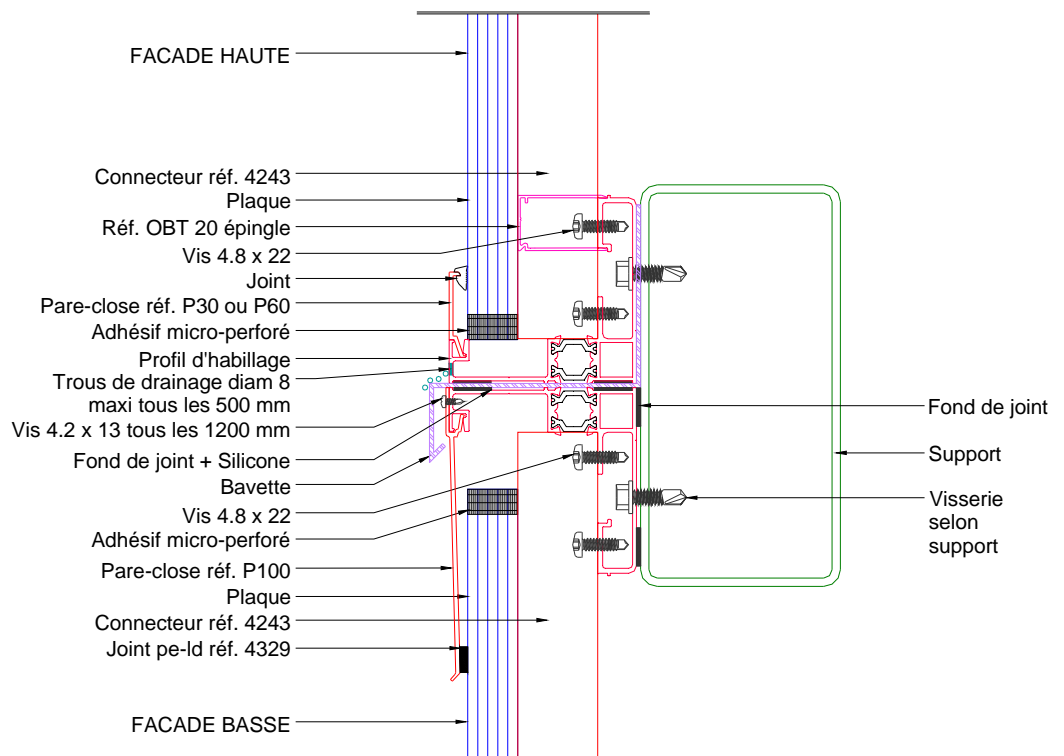 FACADE HAUTE
Connecteur réf. 4243
Plaque
Réf. OBT 20 épingle
Vis 4.8 x 22
Joint
Pare-close réf. P30 ou P60
Adhésif micro-perforé
Profil d'habillage
Trous de drainage diam 8
maxi tous les 500 mm
Vis 4.2 x 13 tous les 1200 mm
Fond de joint + Silicone
Bavette
Vis 4.8 x 22
Adhésif micro-perforé
Pare-close réf. P100
Plaque
Connecteur réf. 4243
Joint pe-ld réf. 4329
FACADE BASSE
Fond de joint
Support
Visserie
selon
support